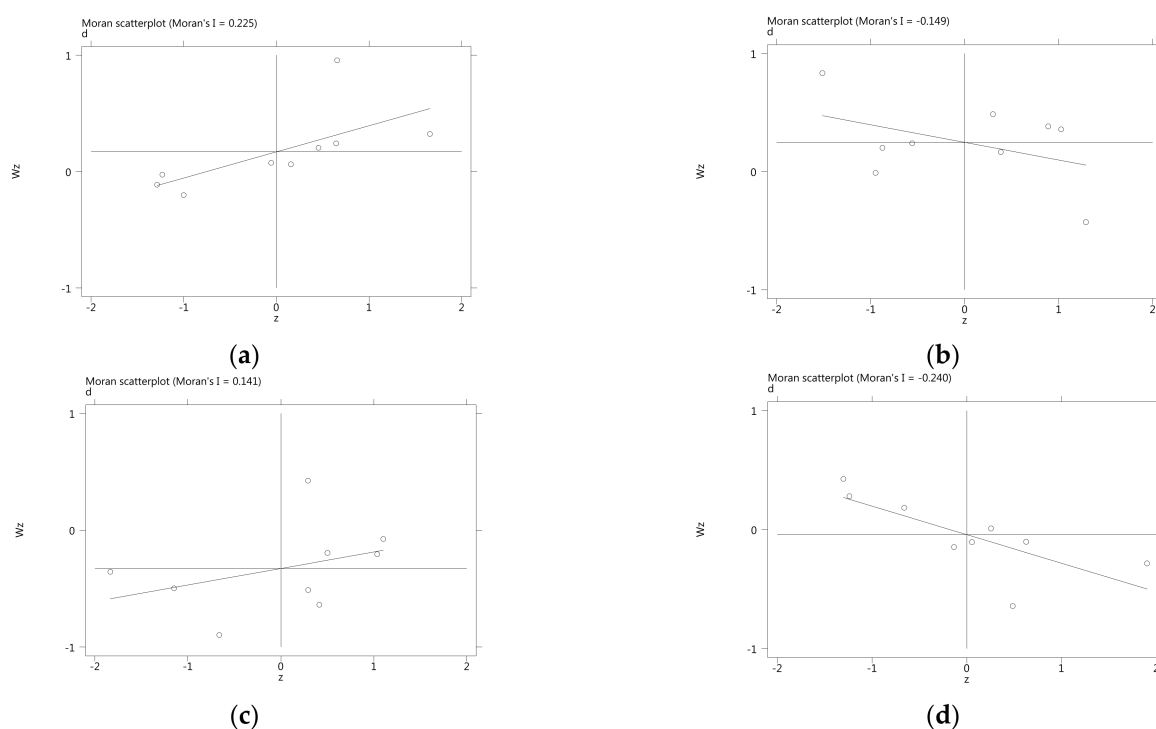 Moran scatterplot (Moran's I = 0.225)
d
1
0
-1
Wz
-2
-1
0
1
2
z
(a)
Moran scatterplot (Moran's I = -0.149)
d
1
0
-1
Wz
-2
-1
0
1
2
z
(b)
Moran scatterplot (Moran's I = 0.141)
d
1
0
-1
Wz
-2
-1
0
1
2
z
(c)
Moran scatterplot (Moran's I = -0.240)
d
1
0
-1
Wz
-2
-1
0
1
2
z
(d)